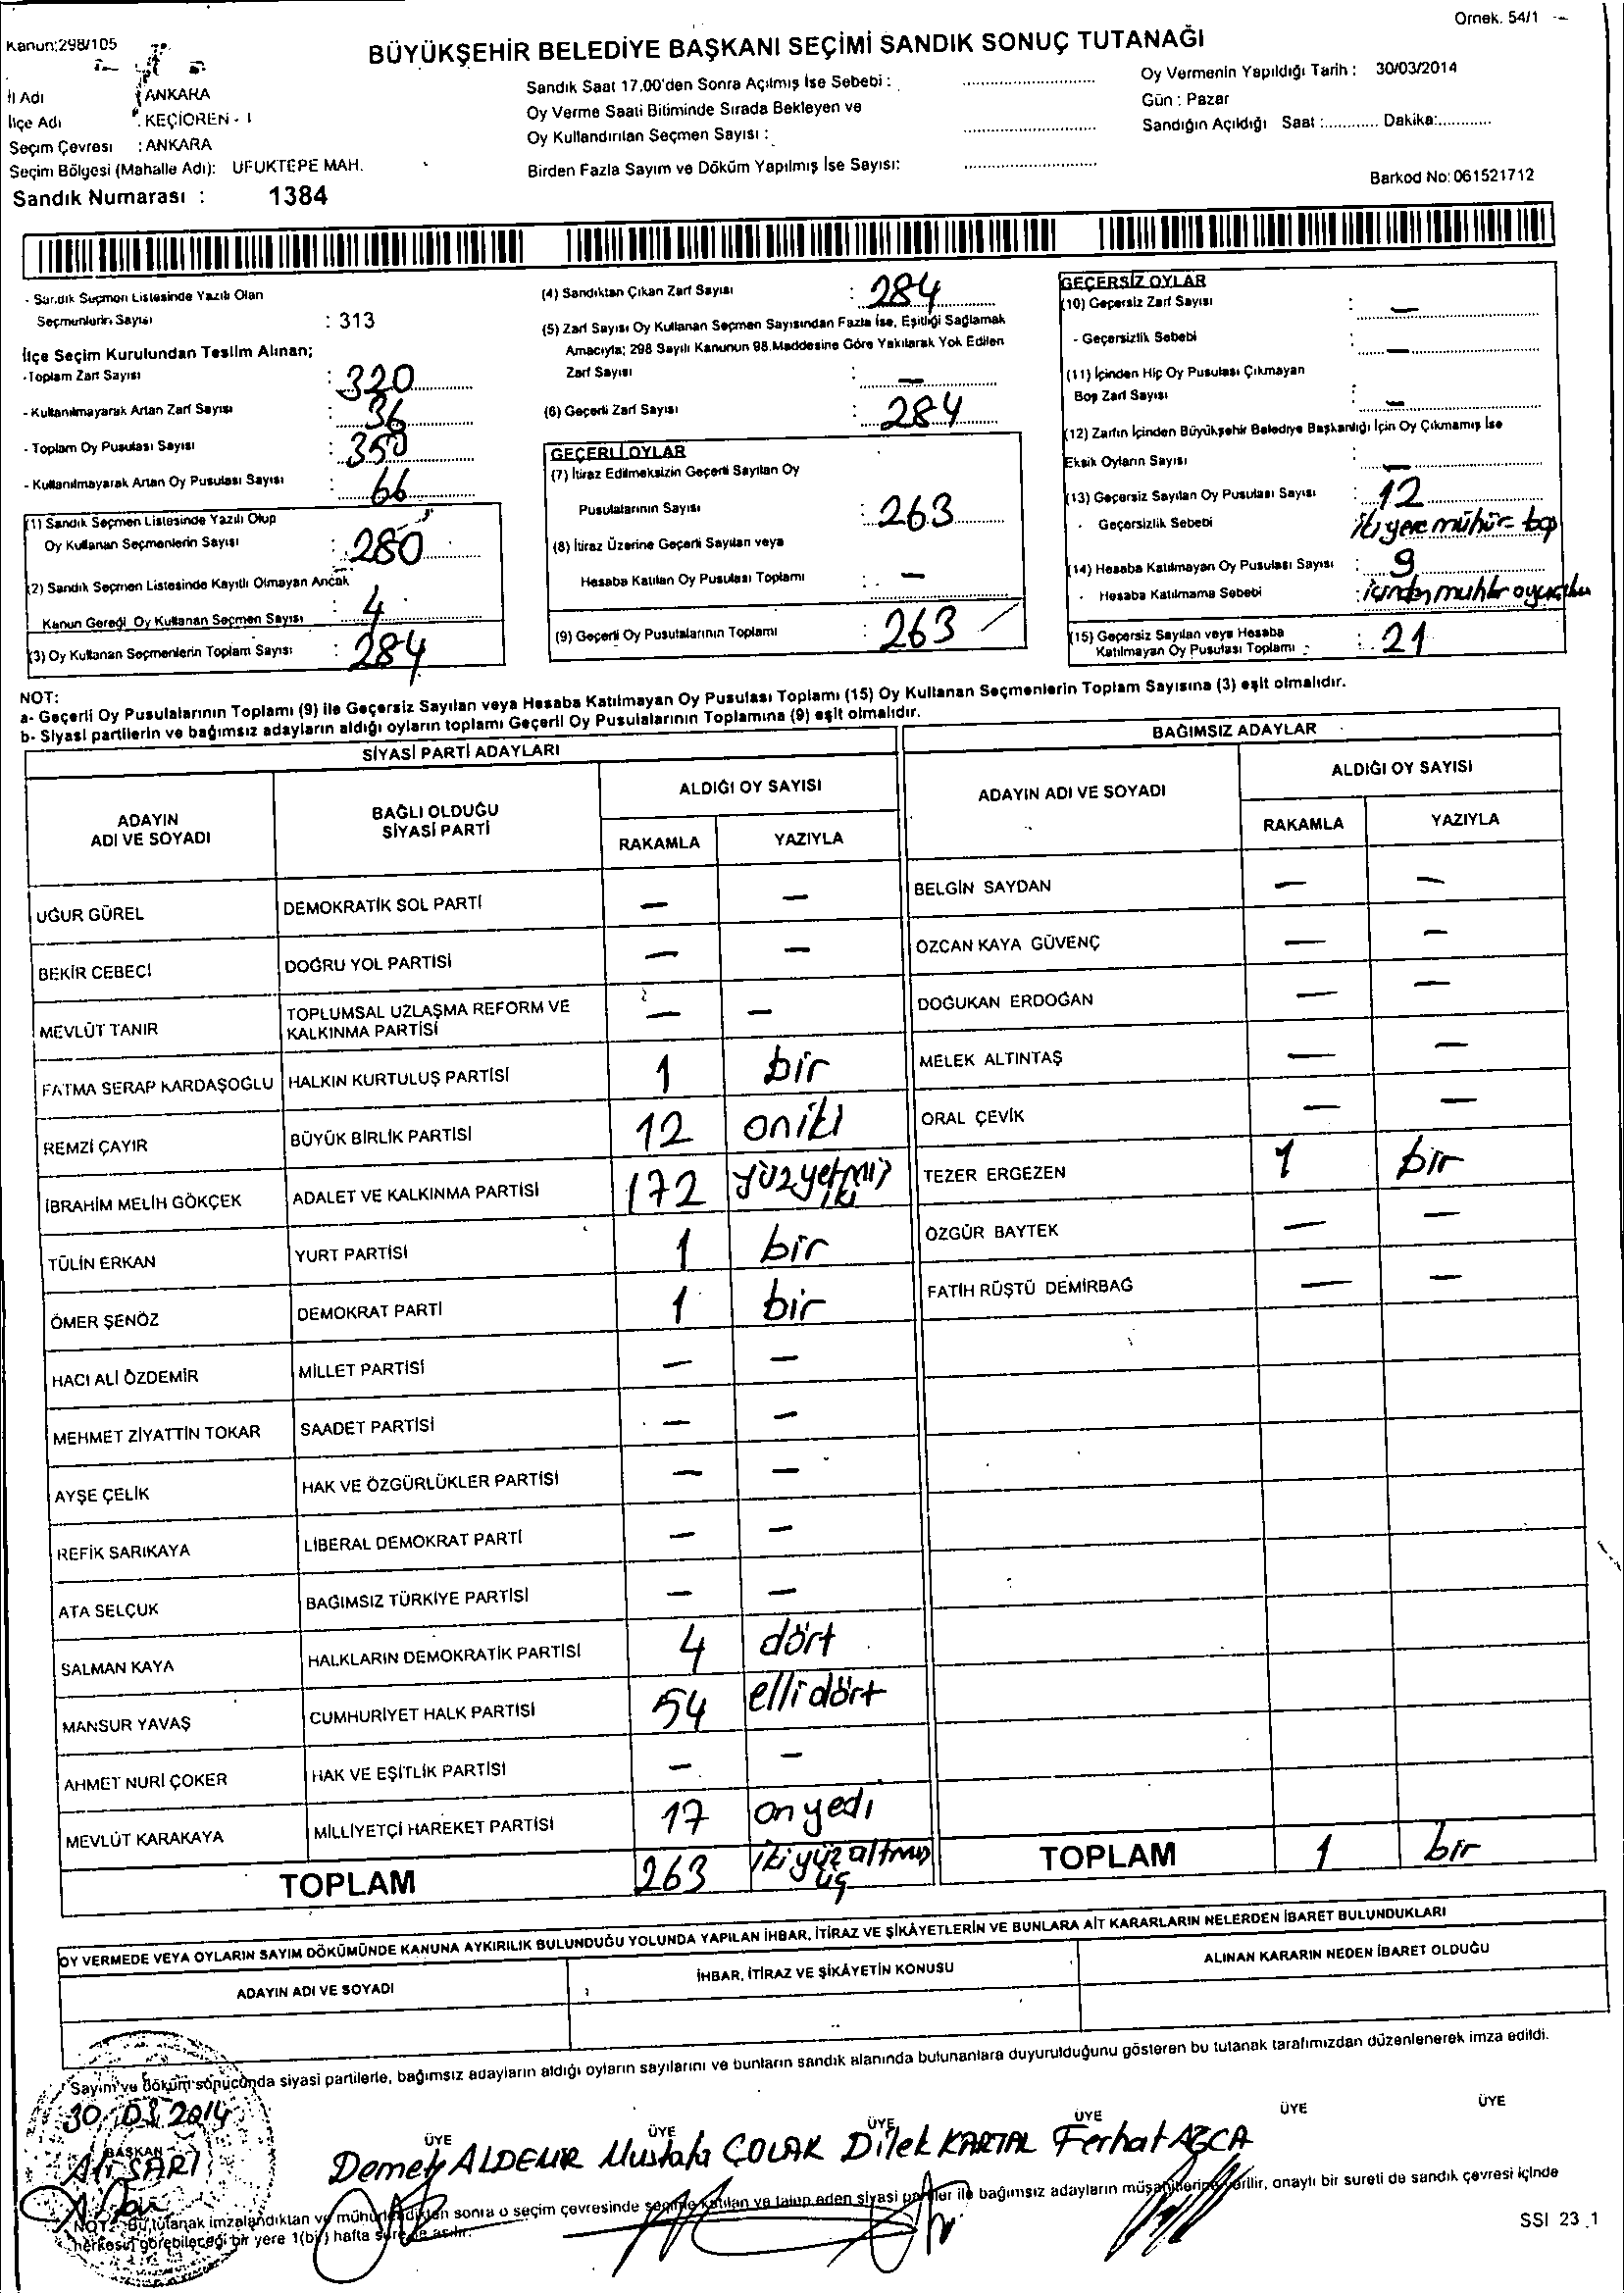 Örnek. 54/1
Kanun:298/105
BÜYÜKŞEHİR BELEDİYE BAŞKANI SEÇİMİ SANDIK SONUÇ TUTANAĞI
İl Adı : ANKARA
İlçe Adı : KEÇİÖREN - 1
Seçim Çevresi : ANKARA
Seçim Bölgesi (Mahalle Adı): UFUKTEPE MAH.
Sandık Numarası : 1384
Sandık Saat 17.00'den Sonra Açılmış İse Sebebi :
Oy Verme Saati Bitiminde Sırada Bekleyen ve
Oy Kullandırılan Seçmen Sayısı :
Birden Fazla Sayım ve Döküm Yapılmış İse Sayısı:
Oy Vermenin Yapıldığı Tarih : 30/03/2014
Gün : Pazar
Sandığın Açıldığı Saat :............ Dakika:............
Barkod No: 061521712
- Sandık Seçmen Listesinde Yazılı Olan
Seçmenlerin Sayısı : 313
İlçe Seçim Kurulundan Teslim Alınan;
- Toplam Zarf Sayısı : 320
- Kullanılmayarak Artan Zarf Sayısı : 36
- Toplam Oy Pusulası Sayısı : 350
- Kullanılmayarak Artan Oy Pusulası Sayısı : 66
(1) Sandık Seçmen Listesinde Yazılı Olup
Oy Kullanan Seçmenlerin Sayısı : 280
(2) Sandık Seçmen Listesinde Kayıtlı Olmayan Ancak
Kanun Gereği Oy Kullanan Seçmen Sayısı : 4
(3) Oy Kullanan Seçmenlerin Toplam Sayısı : 284
(4) Sandıktan Çıkan Zarf Sayısı : 284
(5) Zarf Sayısı Oy Kullanan Seçmen Sayısından Fazla İse, Eşitliği Sağlamak
Amacıyla; 298 Sayılı Kanunun 98.Maddesine Göre Yakılarak Yok Edilen
Zarf Sayısı : —
(6) Geçerli Zarf Sayısı : 284
GEÇERLİ OYLAR
(7) İtiraz Edilmeksizin Geçerli Sayılan Oy
Pusulalarının Sayısı : 263
(8) İtiraz Üzerine Geçerli Sayılan veya
Hesaba Katılan Oy Pusulası Toplamı : —
(9) Geçerli Oy Pusulalarının Toplamı : 263
GEÇERSİZ OYLAR
(10) Geçersiz Zarf Sayısı : —
- Geçersizlik Sebebi : —
(11) İçinden Hiç Oy Pusulası Çıkmayan
Boş Zarf Sayısı : —
(12) Zarfın İçinden Büyükşehir Belediye Başkanlığı İçin Oy Çıkmamış İse
Eksik Oyların Sayısı : —
(13) Geçersiz Sayılan Oy Pusulası Sayısı : 12
- Geçersizlik Sebebi iki yere mühür
(14) Hesaba Katılmayan Oy Pusulası Sayısı : 9
- Hesaba Katılmama Sebebi :
(15) Geçersiz Sayılan veya Hesaba
Katılmayan Oy Pusulası Toplamı : 21
NOT:
a- Geçerli Oy Pusulalarının Toplamı (9) ile Geçersiz Sayılan veya Hesaba Katılmayan Oy Pusulası Toplamı (15) Oy Kullanan Seçmenlerin Toplam Sayısına (3) eşit olmalıdır.
b- Siyasi partilerin ve bağımsız adayların aldığı oyların toplamı Geçerli Oy Pusulalarının Toplamına (9) eşit olmalıdır.
SİYASİ PARTİ ADAYLARI
ADAYIN ADI VE SOYADI
BAĞLI OLDUĞU SİYASİ PARTİ
ALDIĞI OY SAYISI
RAKAMLA YAZIYLA
UĞUR GÜREL DEMOKRATİK SOL PARTİ — —
BEKİR CEBECİ DOĞRU YOL PARTİSİ — —
MEVLÜT TANIR TOPLUMSAL UZLAŞMA REFORM VE KALKINMA PARTİSİ — —
FATMA SERAP KARDAŞOĞLU HALKIN KURTULUŞ PARTİSİ 1 bir
REMZİ ÇAYIR BÜYÜK BİRLİK PARTİSİ 12 oniki
İBRAHİM MELİH GÖKÇEK ADALET VE KALKINMA PARTİSİ 172 yüzyetmiş iki
TÜLİN ERKAN YURT PARTİSİ 1 bir
ÖMER ŞENÖZ DEMOKRAT PARTİ 1 bir
HACI ALİ ÖZDEMİR MİLLET PARTİSİ — —
MEHMET ZİYATTİN TOKAR SAADET PARTİSİ — —
AYŞE ÇELİK HAK VE ÖZGÜRLÜKLER PARTİSİ — —
REFİK SARIKAYA LİBERAL DEMOKRAT PARTİ — —
ATA SELÇUK BAĞIMSIZ TÜRKİYE PARTİSİ — —
SALMAN KAYA HALKLARIN DEMOKRATİK PARTİSİ 4 dört
MANSUR YAVAŞ CUMHURİYET HALK PARTİSİ 54 elli dört
AHMET NURİ ÇOKER HAK VE EŞİTLİK PARTİSİ — —
MEVLÜT KARAKAYA MİLLİYETÇİ HAREKET PARTİSİ 17 on yedi
TOPLAM 263 iki yüz altmış üç
BAĞIMSIZ ADAYLAR
ADAYIN ADI VE SOYADI
ALDIĞI OY SAYISI
RAKAMLA YAZIYLA
BELGİN SAYDAN — —
ÖZCAN KAYA GÜVENÇ — —
DOĞUKAN ERDOĞAN — —
MELEK ALTINTAŞ — —
ORAL ÇEVİK — —
TEZER ERGEZEN 1 bir
ÖZGÜR BAYTEK — —
FATİH RÜŞTÜ DEMİRBAĞ — —
TOPLAM 1 bir
OY VERMEDE VEYA OYLARIN SAYIM DÖKÜMÜNDE KANUNA AYKIRILIK BULUNDUĞU YOLUNDA YAPILAN İHBAR, İTİRAZ VE ŞİKÂYETLERİN VE BUNLARA AİT KARARLARIN NELERDEN İBARET BULUNDUKLARI
ADAYIN ADI VE SOYADI
İHBAR, İTİRAZ VE ŞİKÂYETİN KONUSU
ALINAN KARARIN NEDEN İBARET OLDUĞU
Sayım ve döküm sonucunda siyasi partilerle, bağımsız adayların aldığı oyların sayılarını ve bunların sandık alanında bulunanlara duyurulduğunu gösteren bu tutanak tarafımızdan düzenlenerek imza edildi.
30.03.2014
BAŞKAN ÜYE ÜYE ÜYE ÜYE ÜYE ÜYE
Ali SARI Demet ALDEMİR Mustafa ÇOLAK Dilek KARTAL Ferhat AĞCA
NOT: Bu tutanak imzalandıktan ve mühürlendikten sonra o seçim çevresinde seçime katılan ve talep eden siyasi partiler ile bağımsız adayların müşahitlerine verilir, onaylı bir sureti de sandık çevresi içinde
herkesin görebileceği bir yere 1(bir) hafta süre ile asılır.
SSI 23_1